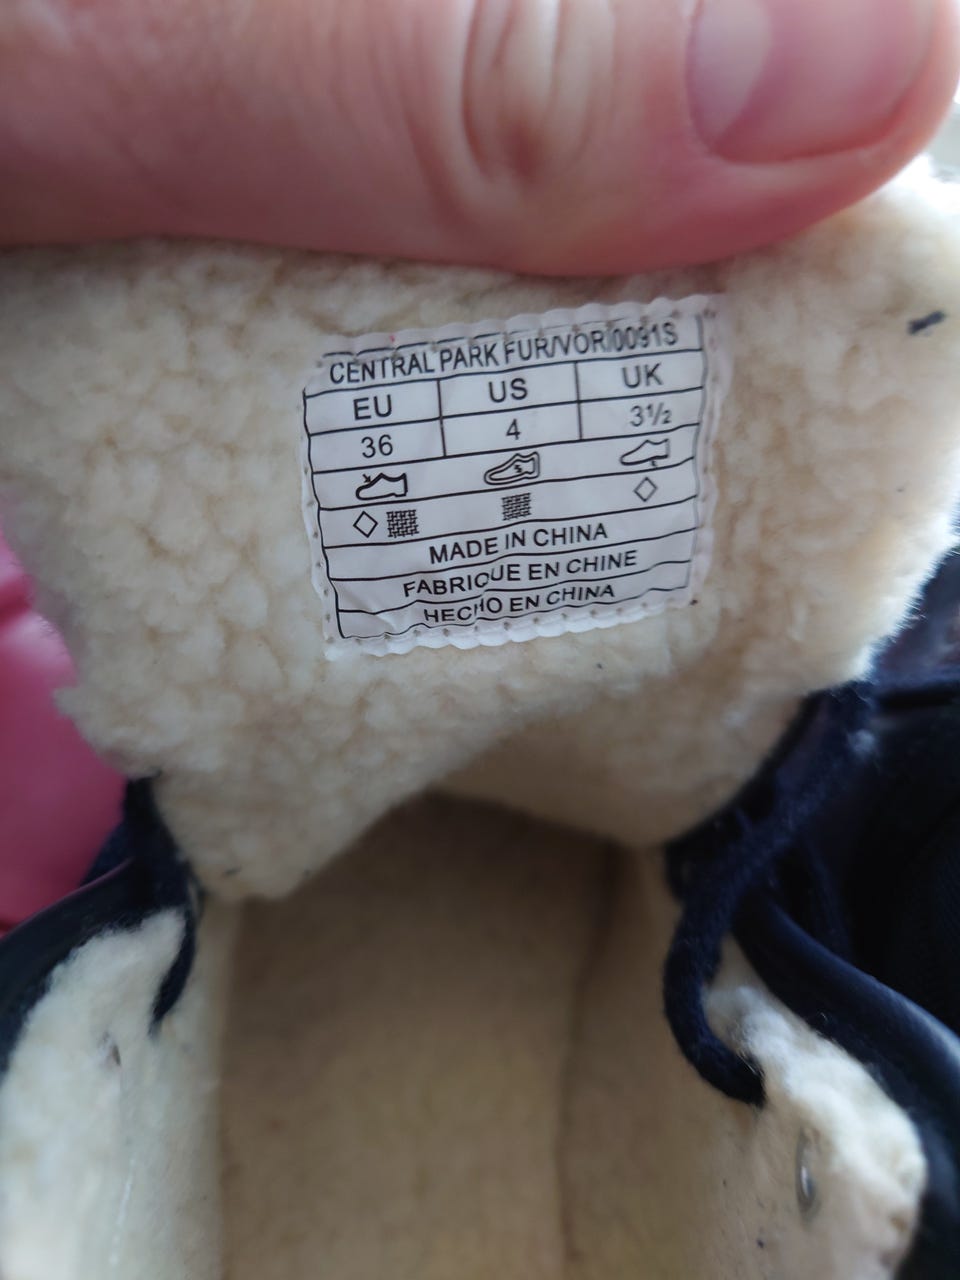 CENTRAL PARK FUR/VOR/0091S
EU US UK
36 4 3½
MADE IN CHINA
FABRIQUE EN CHINE
HECHO EN CHINA